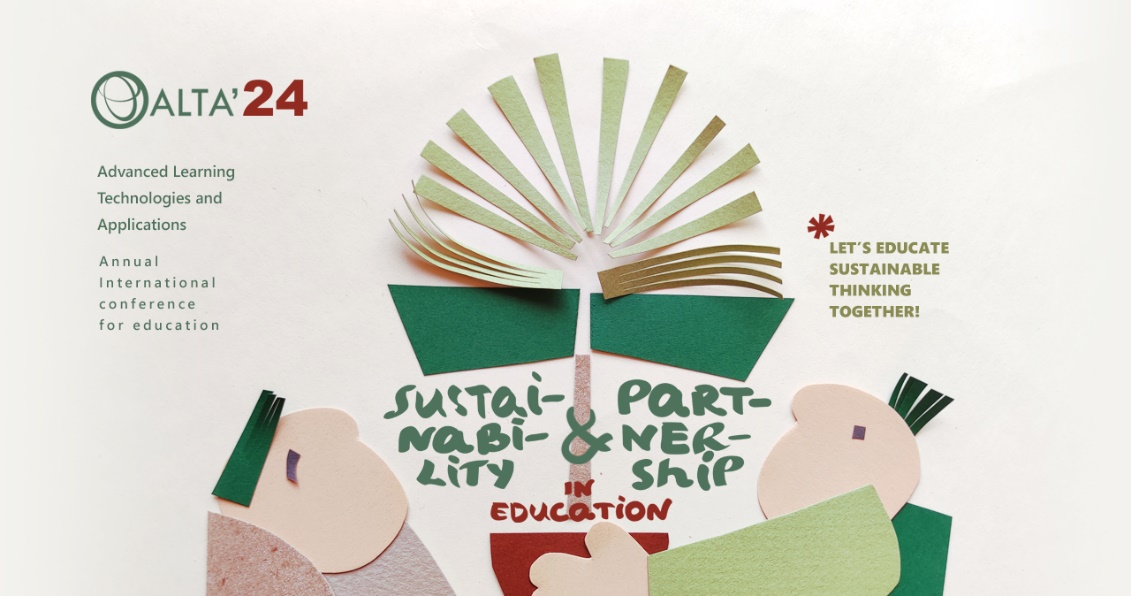 ALTA'24
Advanced Learning
Technologies and
Applications
Annual
International
conference
for education
LET'S EDUCATE
SUSTAINABLE
THINKING
TOGETHER!
SUSTAI-
NABI-
LITY
&
PART-
NER-
SHIP
IN
EDUCATION